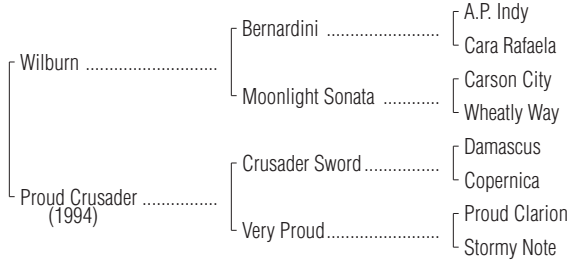 A.P. Indy
Bernardini ........................
Cara Rafaela
Wilburn ............................
Carson City
Moonlight Sonata ............
Wheatly Way
Damascus
Crusader Sword................
Copernica
Proud Crusader ................
(1994)
Proud Clarion
Very Proud........................
Stormy Note